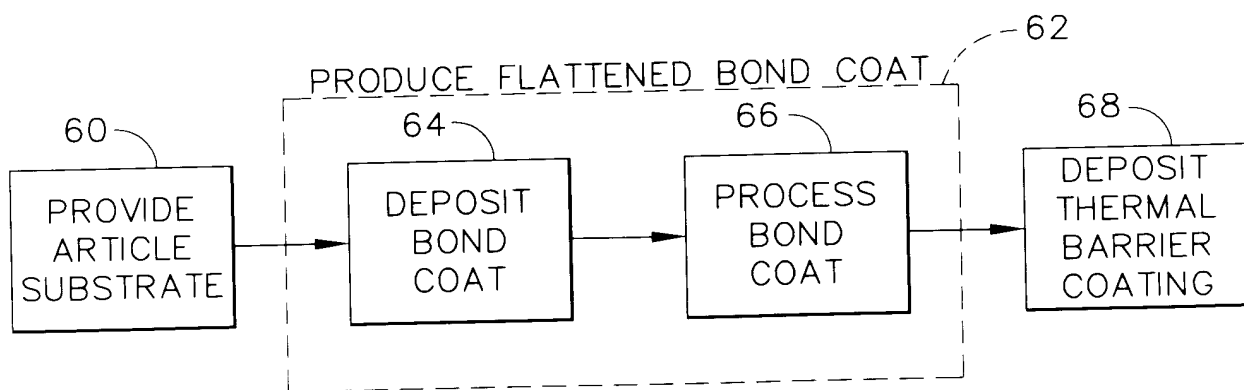 62
PRODUCE FLATTENED BOND COAT
60
PROVIDE
ARTICLE
SUBSTRATE
64
DEPOSIT
BOND
COAT
66
PROCESS
BOND
COAT
68
DEPOSIT
THERMAL
BARRIER
COATING